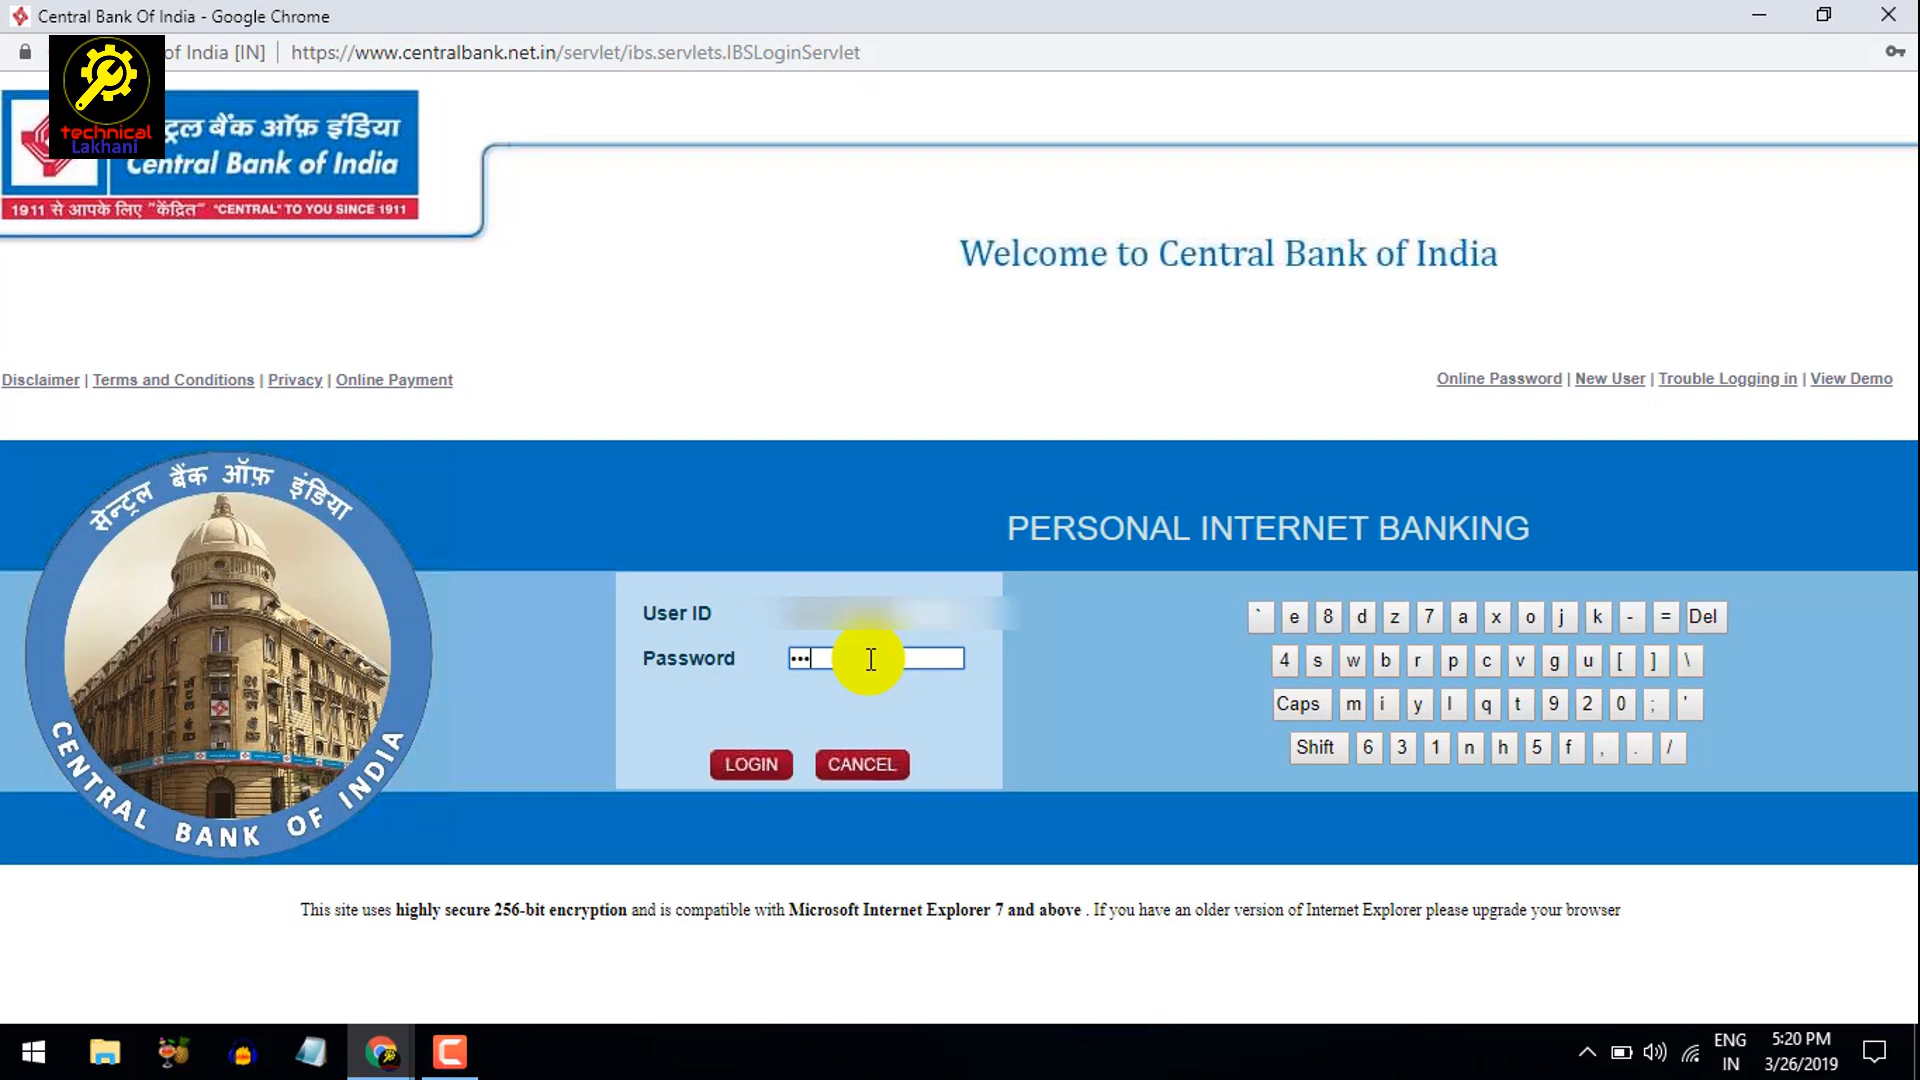 Central Bank Of India - Google Chrome
of India [IN] | https://www.centralbank.net.in/servlet/ibs.servlets.IBSLoginServlet
technical
Lakhani
बैंक ऑफ़ इंडिया
Central Bank of India
1911 से आपके लिए "केंद्रित" "CENTRAL" TO YOU SINCE 1911
Welcome to Central Bank of India
Disclaimer | Terms and Conditions | Privacy | Online Payment
Online Password | New User | Trouble Logging in | View Demo
सेन्ट्रल बैंक ऑफ़ इंडिया
CENTRAL BANK OF INDIA
PERSONAL INTERNET BANKING
User ID
Password
LOGIN CANCEL
` e 8 d z 7 a x o j k - = Del
4 s w b r p c v g u [ ] \
Caps m i y l q t 9 2 0 ; '
Shift 6 3 1 n h 5 f , . /
This site uses highly secure 256-bit encryption and is compatible with Microsoft Internet Explorer 7 and above . If you have an older version of Internet Explorer please upgrade your browser
ENG
IN
5:20 PM
3/26/2019